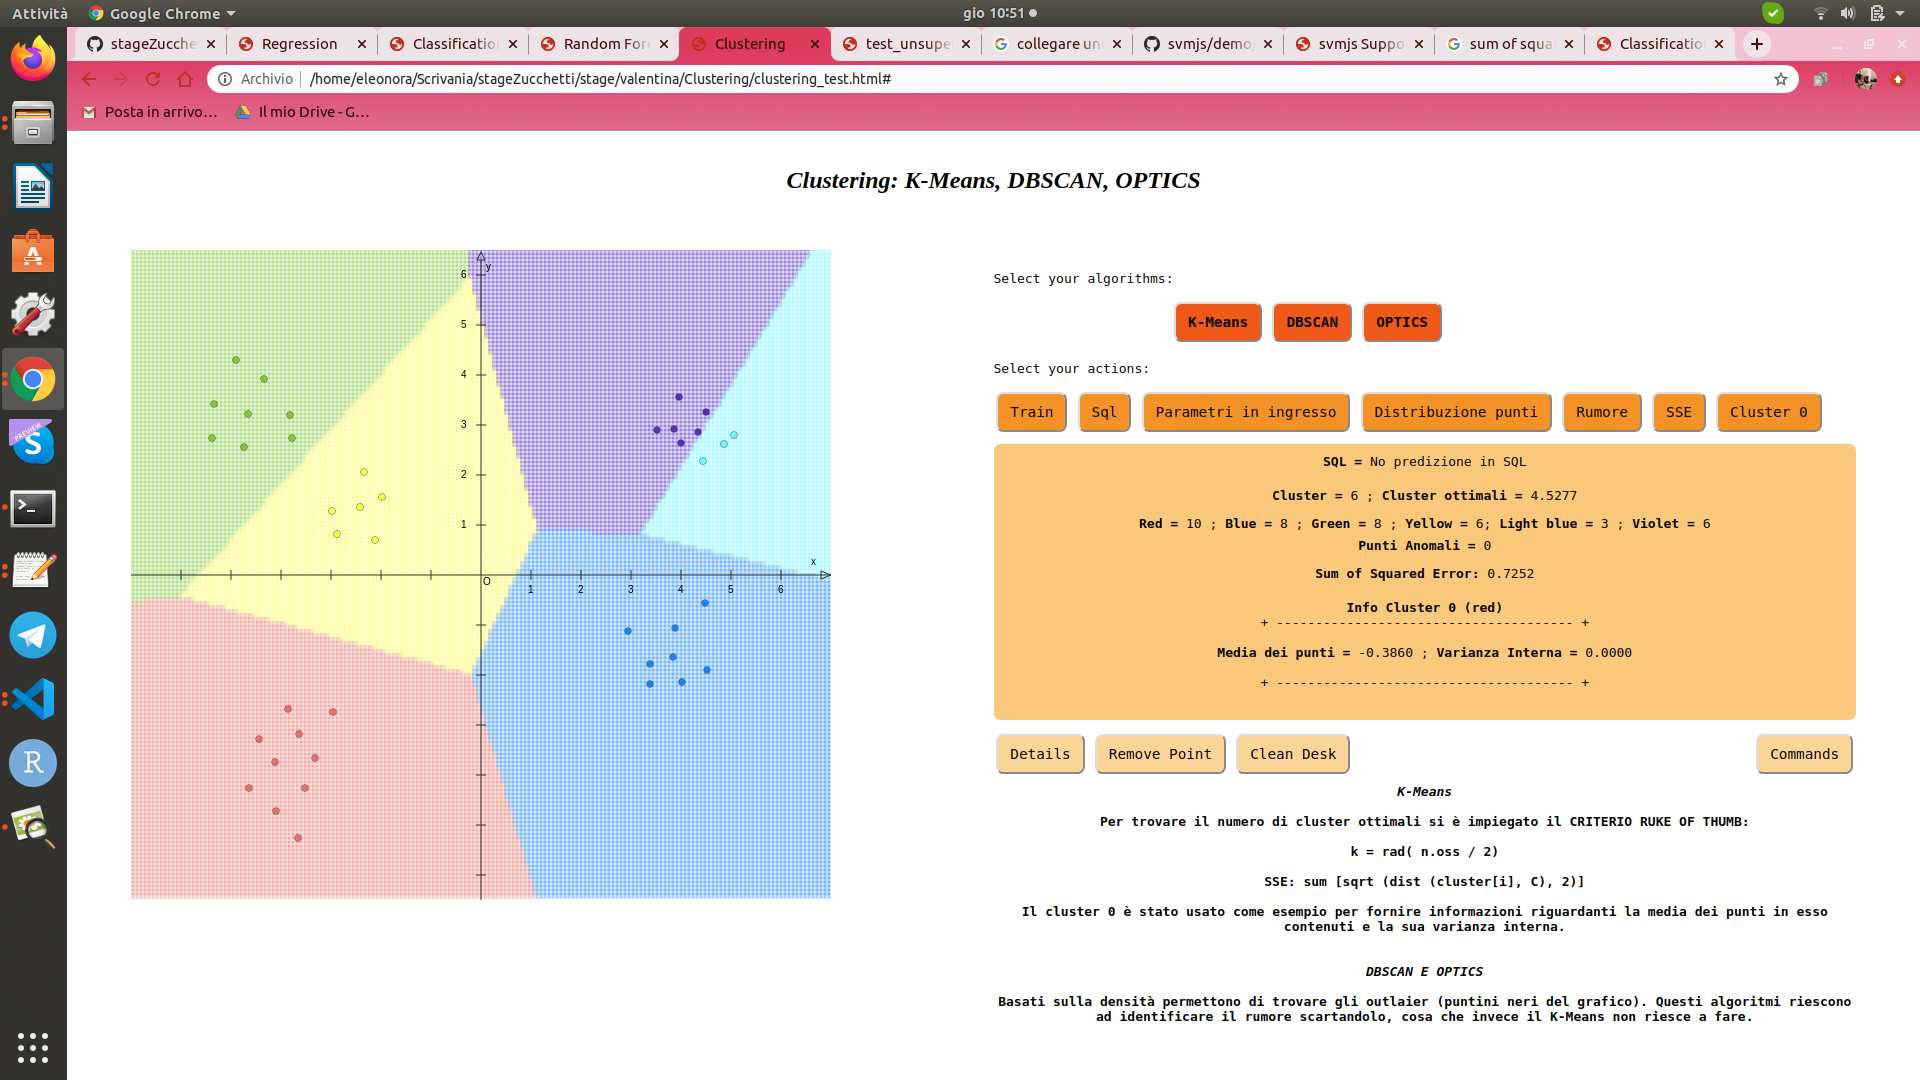 Attività
Google Chrome
gio 10:51
stageZucche
Regression
Classificatio
Random For
Clustering
test_unsupe
collegare un
svmjs/demo
svmjs Suppo
sum of squa
Classificatio
Archivio
/home/eleonora/Scrivania/stageZucchetti/stage/valentina/Clustering/clustering_test.html#
Posta in arrivo…
Il mio Drive - G…
Clustering: K-Means, DBSCAN, OPTICS
y
6
5
4
3
2
1
x
O
1 2 3 4 5 6
Select your algorithms:
K-Means DBSCAN OPTICS
Select your actions:
Train Sql Parametri in ingresso Distribuzione punti Rumore SSE Cluster 0
SQL = No predizione in SQL
Cluster = 6 ; Cluster ottimali = 4.5277
Red = 10 ; Blue = 8 ; Green = 8 ; Yellow = 6; Light blue = 3 ; Violet = 6
Punti Anomali = 0
Sum of Squared Error: 0.7252
Info Cluster 0 (red)
+ -------------------------------------- +
Media dei punti = -0.3860 ; Varianza Interna = 0.0000
+ -------------------------------------- +
Details Remove Point Clean Desk Commands
K-Means
Per trovare il numero di cluster ottimali si è impiegato il CRITERIO RUKE OF THUMB:
k = rad( n.oss / 2)
SSE: sum [sqrt (dist (cluster[i], C), 2)]
Il cluster 0 è stato usato come esempio per fornire informazioni riguardanti la media dei punti in esso
contenuti e la sua varianza interna.
DBSCAN E OPTICS
Basati sulla densità permettono di trovare gli outlaier (puntini neri del grafico). Questi algoritmi riescono
ad identificare il rumore scartandolo, cosa che invece il K-Means non riesce a fare.
PREVIEW
R